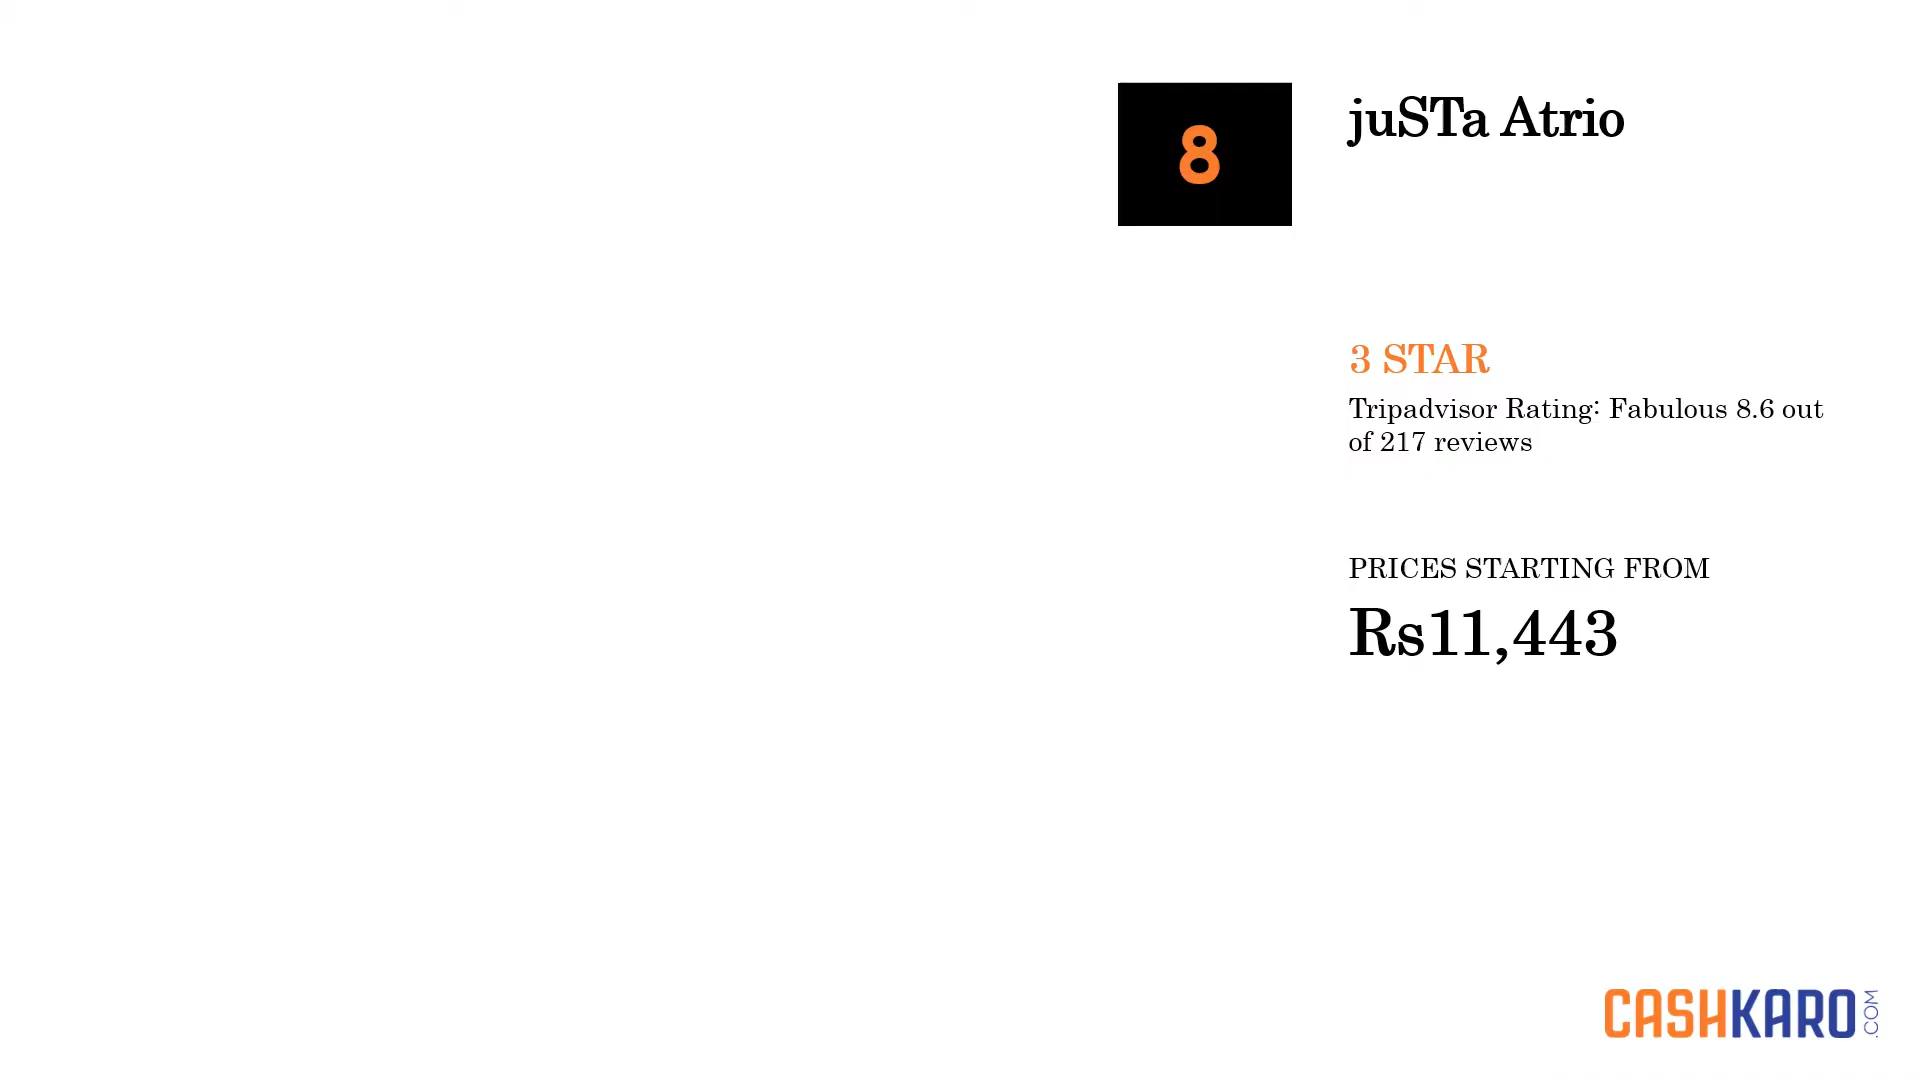 8
juSTa Atrio
3 STAR
Tripadvisor Rating: Fabulous 8.6 out
of 217 reviews
PRICES STARTING FROM
Rs11,443
CASHKARO.COM